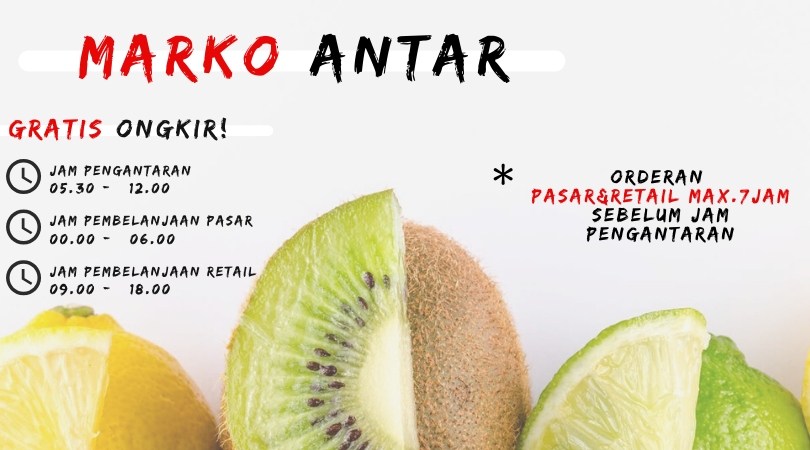 MARKO ANTAR
GRATIS ONGKIR!
JAM PENGANTARAN
05.30 - 12.00
JAM PEMBELANJAAN PASAR
00.00 - 06.00
JAM PEMBELANJAAN RETAIL
09.00 - 18.00
* ORDERAN
PASAR&RETAIL MAX.7JAM
SEBELUM JAM
PENGANTARAN